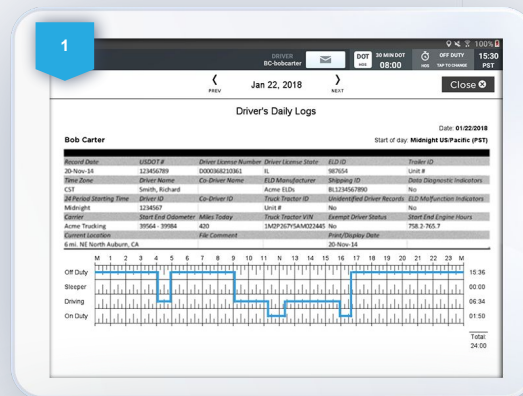 1
100%
DRIVER
BC-bobcarter
DOT
HOS
30 MIN DOT
08:00
HOS
OFF DUTY
TAP TO CHANGE
15:30
PST
PREV
Jan 22, 2018
NEXT
Close
Driver's Daily Logs
Date: 01/22/2018
Bob Carter
Start of day: Midnight US/Pacific (PST)
Record Date USDOT # Driver License Number Driver License State ELD ID Trailer ID
20-Nov-14 123456789 D000368210361 IL 987654 Unit #
Time Zone Driver Name Co-Driver Name ELD Manufacturer Shipping ID Data Diagnostic Indicators
CST Smith, Richard Acme ELDs BL1234567890 No
24 Period Starting Time Driver ID Co-Driver ID Truck Tractor ID Unidentified Driver Records ELD Malfunction Indicators
Midnight 1234567 Unit # No No
Carrier Start End Odometer Miles Today Truck Tractor VIN Exempt Driver Status Start End Engine Hours
Acme Trucking 39564 - 39984 420 1M2P267Y5AM022445 No 758.2-765.7
Current Location File Comment Print/Display Date
6 mi. NE North Auburn, CA 20-Nov-14
M 1 2 3 4 5 6 7 8 9 10 11 N 13 14 15 16 17 18 19 20 21 22 23 M
Off Duty 15:36
Sleeper 00:00
Driving 06:34
On Duty 01:50
Total:
24:00